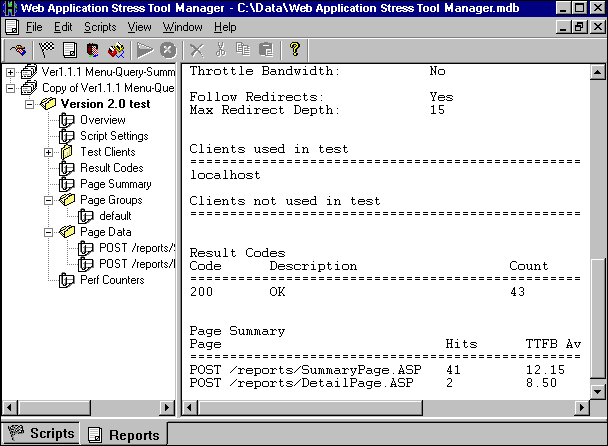 Web Application Stress Tool Manager - C:\Data\Web Application Stress Tool Manager.mdb
File Edit Scripts View Window Help
Ver1.1.1 Menu-Query-Summ
Copy of Ver1.1.1 Menu-Que
Version 2.0 test
Overview
Script Settings
Test Clients
Result Codes
Page Summary
Page Groups
default
Page Data
POST /reports/
POST /reports/
Perf Counters
Throttle Bandwidth: No
Follow Redirects: Yes
Max Redirect Depth: 15
Clients used in test
================================================
localhost
Clients not used in test
================================================
Result Codes
Code Description Count
================================================
200 OK 43
Page Summary
Page Hits TTFB Av
================================================
POST /reports/SummaryPage.ASP 41 12.15
POST /reports/DetailPage.ASP 2 8.50
Scripts Reports